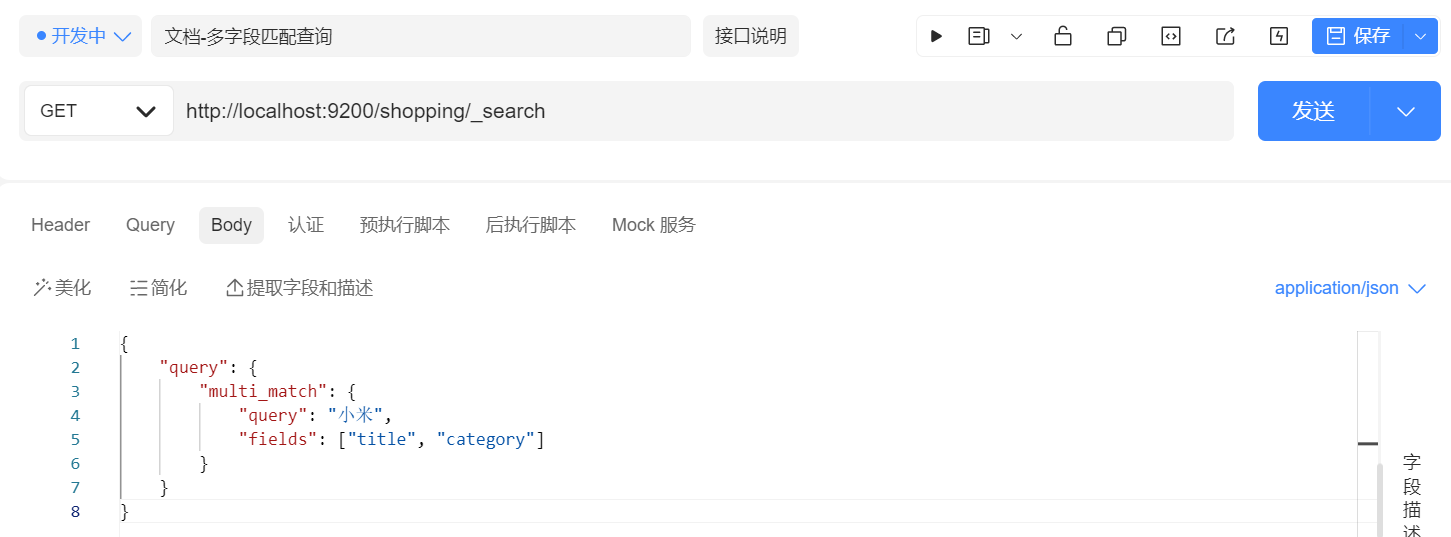 开发中 文档-多字段匹配查询 接口说明 保存
GET http://localhost:9200/shopping/_search 发送
Header Query Body 认证 预执行脚本 后执行脚本 Mock 服务
美化 简化 提取字段和描述 application/json
1 {
2 "query": {
3 "multi_match": {
4 "query": "小米",
5 "fields": ["title", "category"]
6 }
7 }
8 }
字段描述